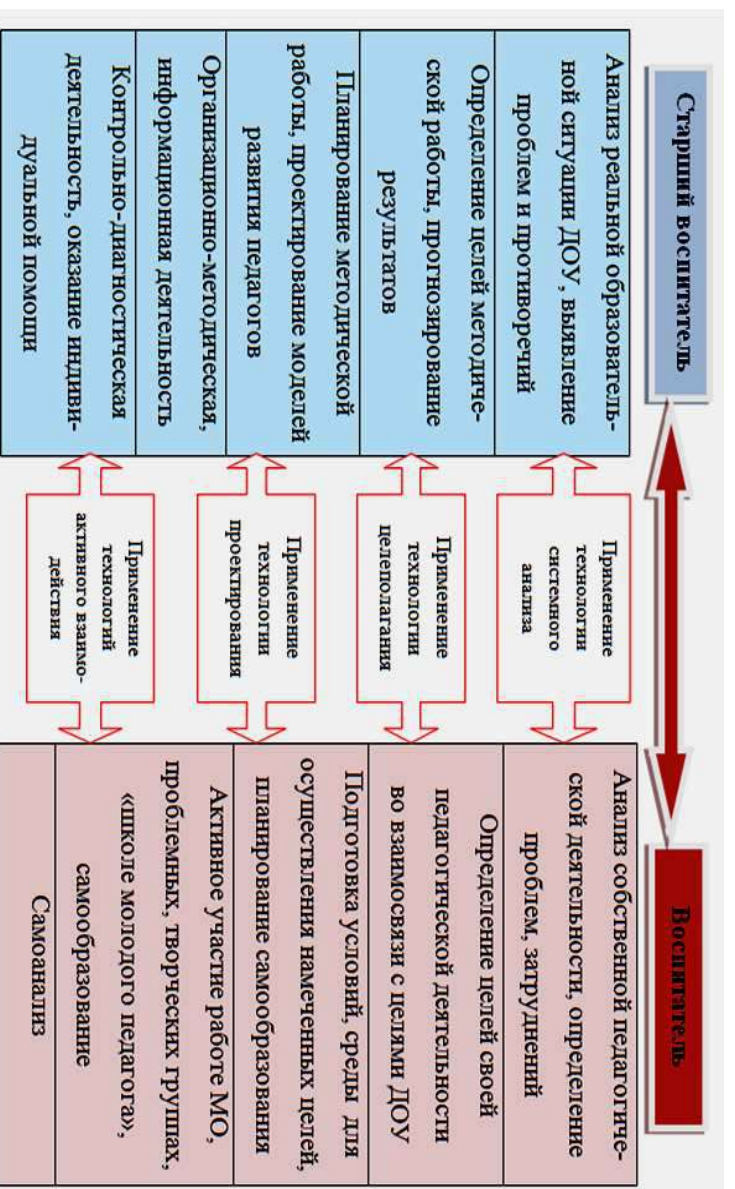 Старший воспитатель
Анализ реальной образователь-
ной ситуации ДОУ, выявление
проблем и противоречий
Определение целей методиче-
ской работы, прогнозирование
результатов
Планирование методической
работы, проектирование моделей
развития педагогов
Организационно-методическая,
информационная деятельность
Контрольно-диагностическая
деятельность, оказание индиви-
дуальной помощи
Применение
технологии
системного
анализа
Применение
технологии
целеполагания
Применение
технологии
проектирования
Применение
технологий
активного взаимо-
действия
Воспитатель
Анализ собственной педагогиче-
ской деятельности, определение
проблем, затруднений
Определение целей своей
педагогической деятельности
во взаимосвязи с целями ДОУ
Подготовка условий, среды для
осуществления намеченных целей,
планирование самообразования
Активное участие работе МО,
проблемных, творческих группах,
«школе молодого педагога»,
самообразование
Самоанализ